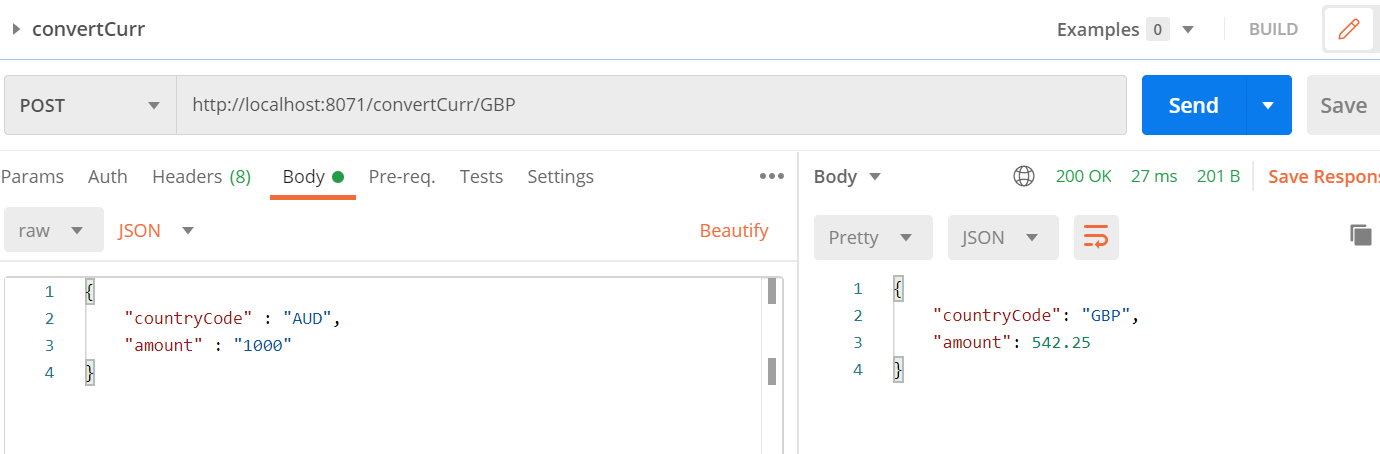 convertCurr Examples 0 BUILD
POST http://localhost:8071/convertCurr/GBP Send Save
Params Auth Headers (8) Body Pre-req. Tests Settings
Body 200 OK 27 ms 201 B Save Respon
raw JSON Beautify
Pretty JSON
1 {
2 "countryCode" : "AUD",
3 "amount" : "1000"
4 }
1 {
2 "countryCode": "GBP",
3 "amount": 542.25
4 }